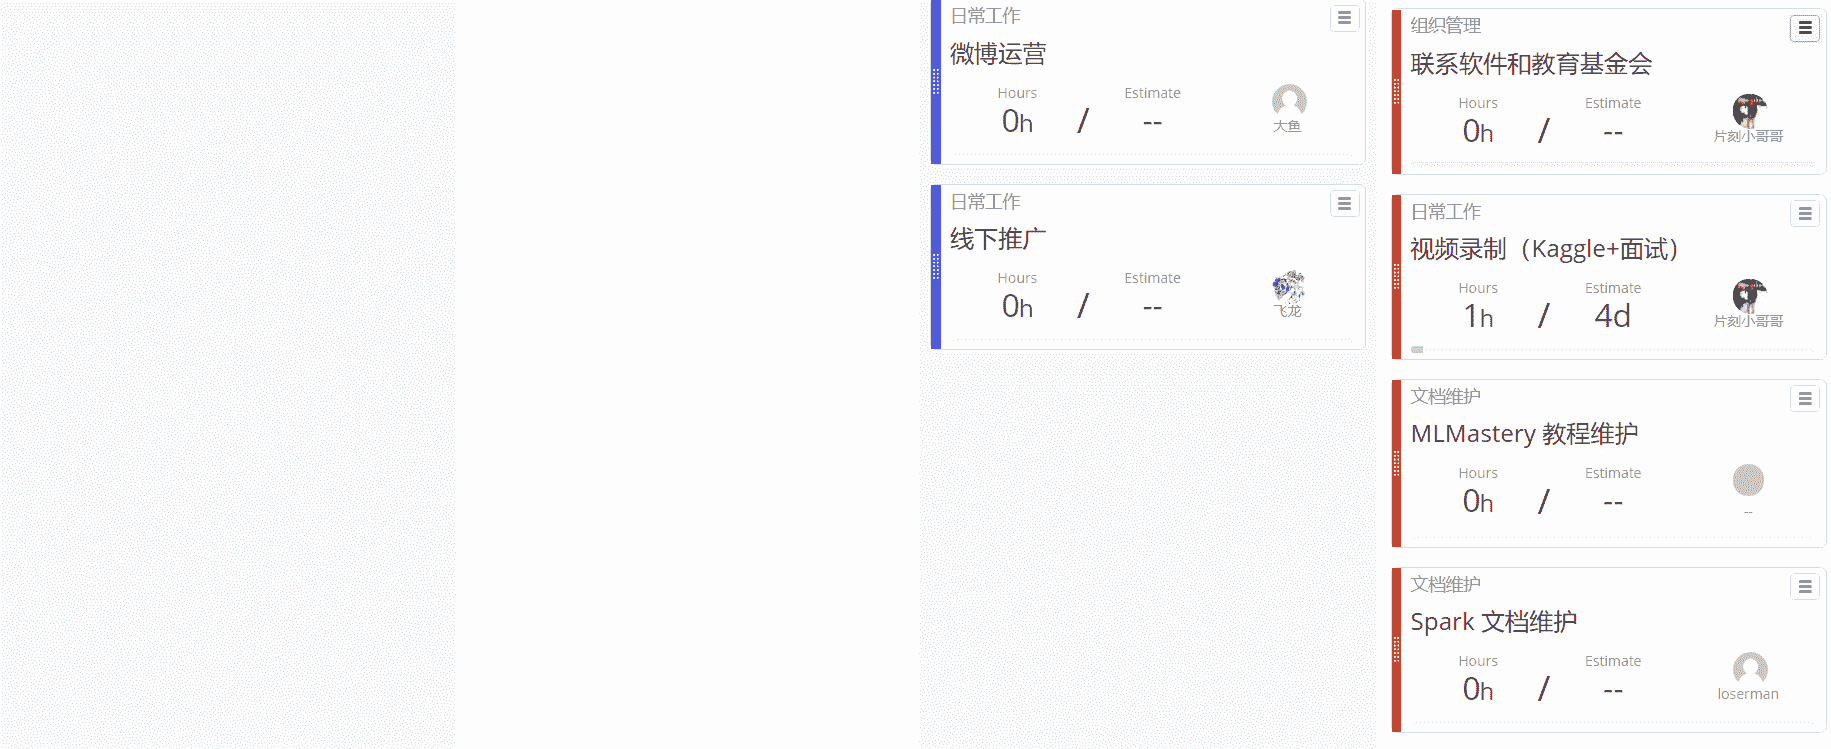 日常工作
微博运营
Hours
Estimate
0h
/
--
大鱼
日常工作
线下推广
Hours
Estimate
0h
/
--
飞龙
组织管理
联系软件和教育基金会
Hours
Estimate
0h
/
--
片刻小哥哥
日常工作
视频录制（Kaggle+面试）
Hours
Estimate
1h
/
4d
片刻小哥哥
文档维护
MLMastery 教程维护
Hours
Estimate
0h
/
--
--
文档维护
Spark 文档维护
Hours
Estimate
0h
/
--
loserman